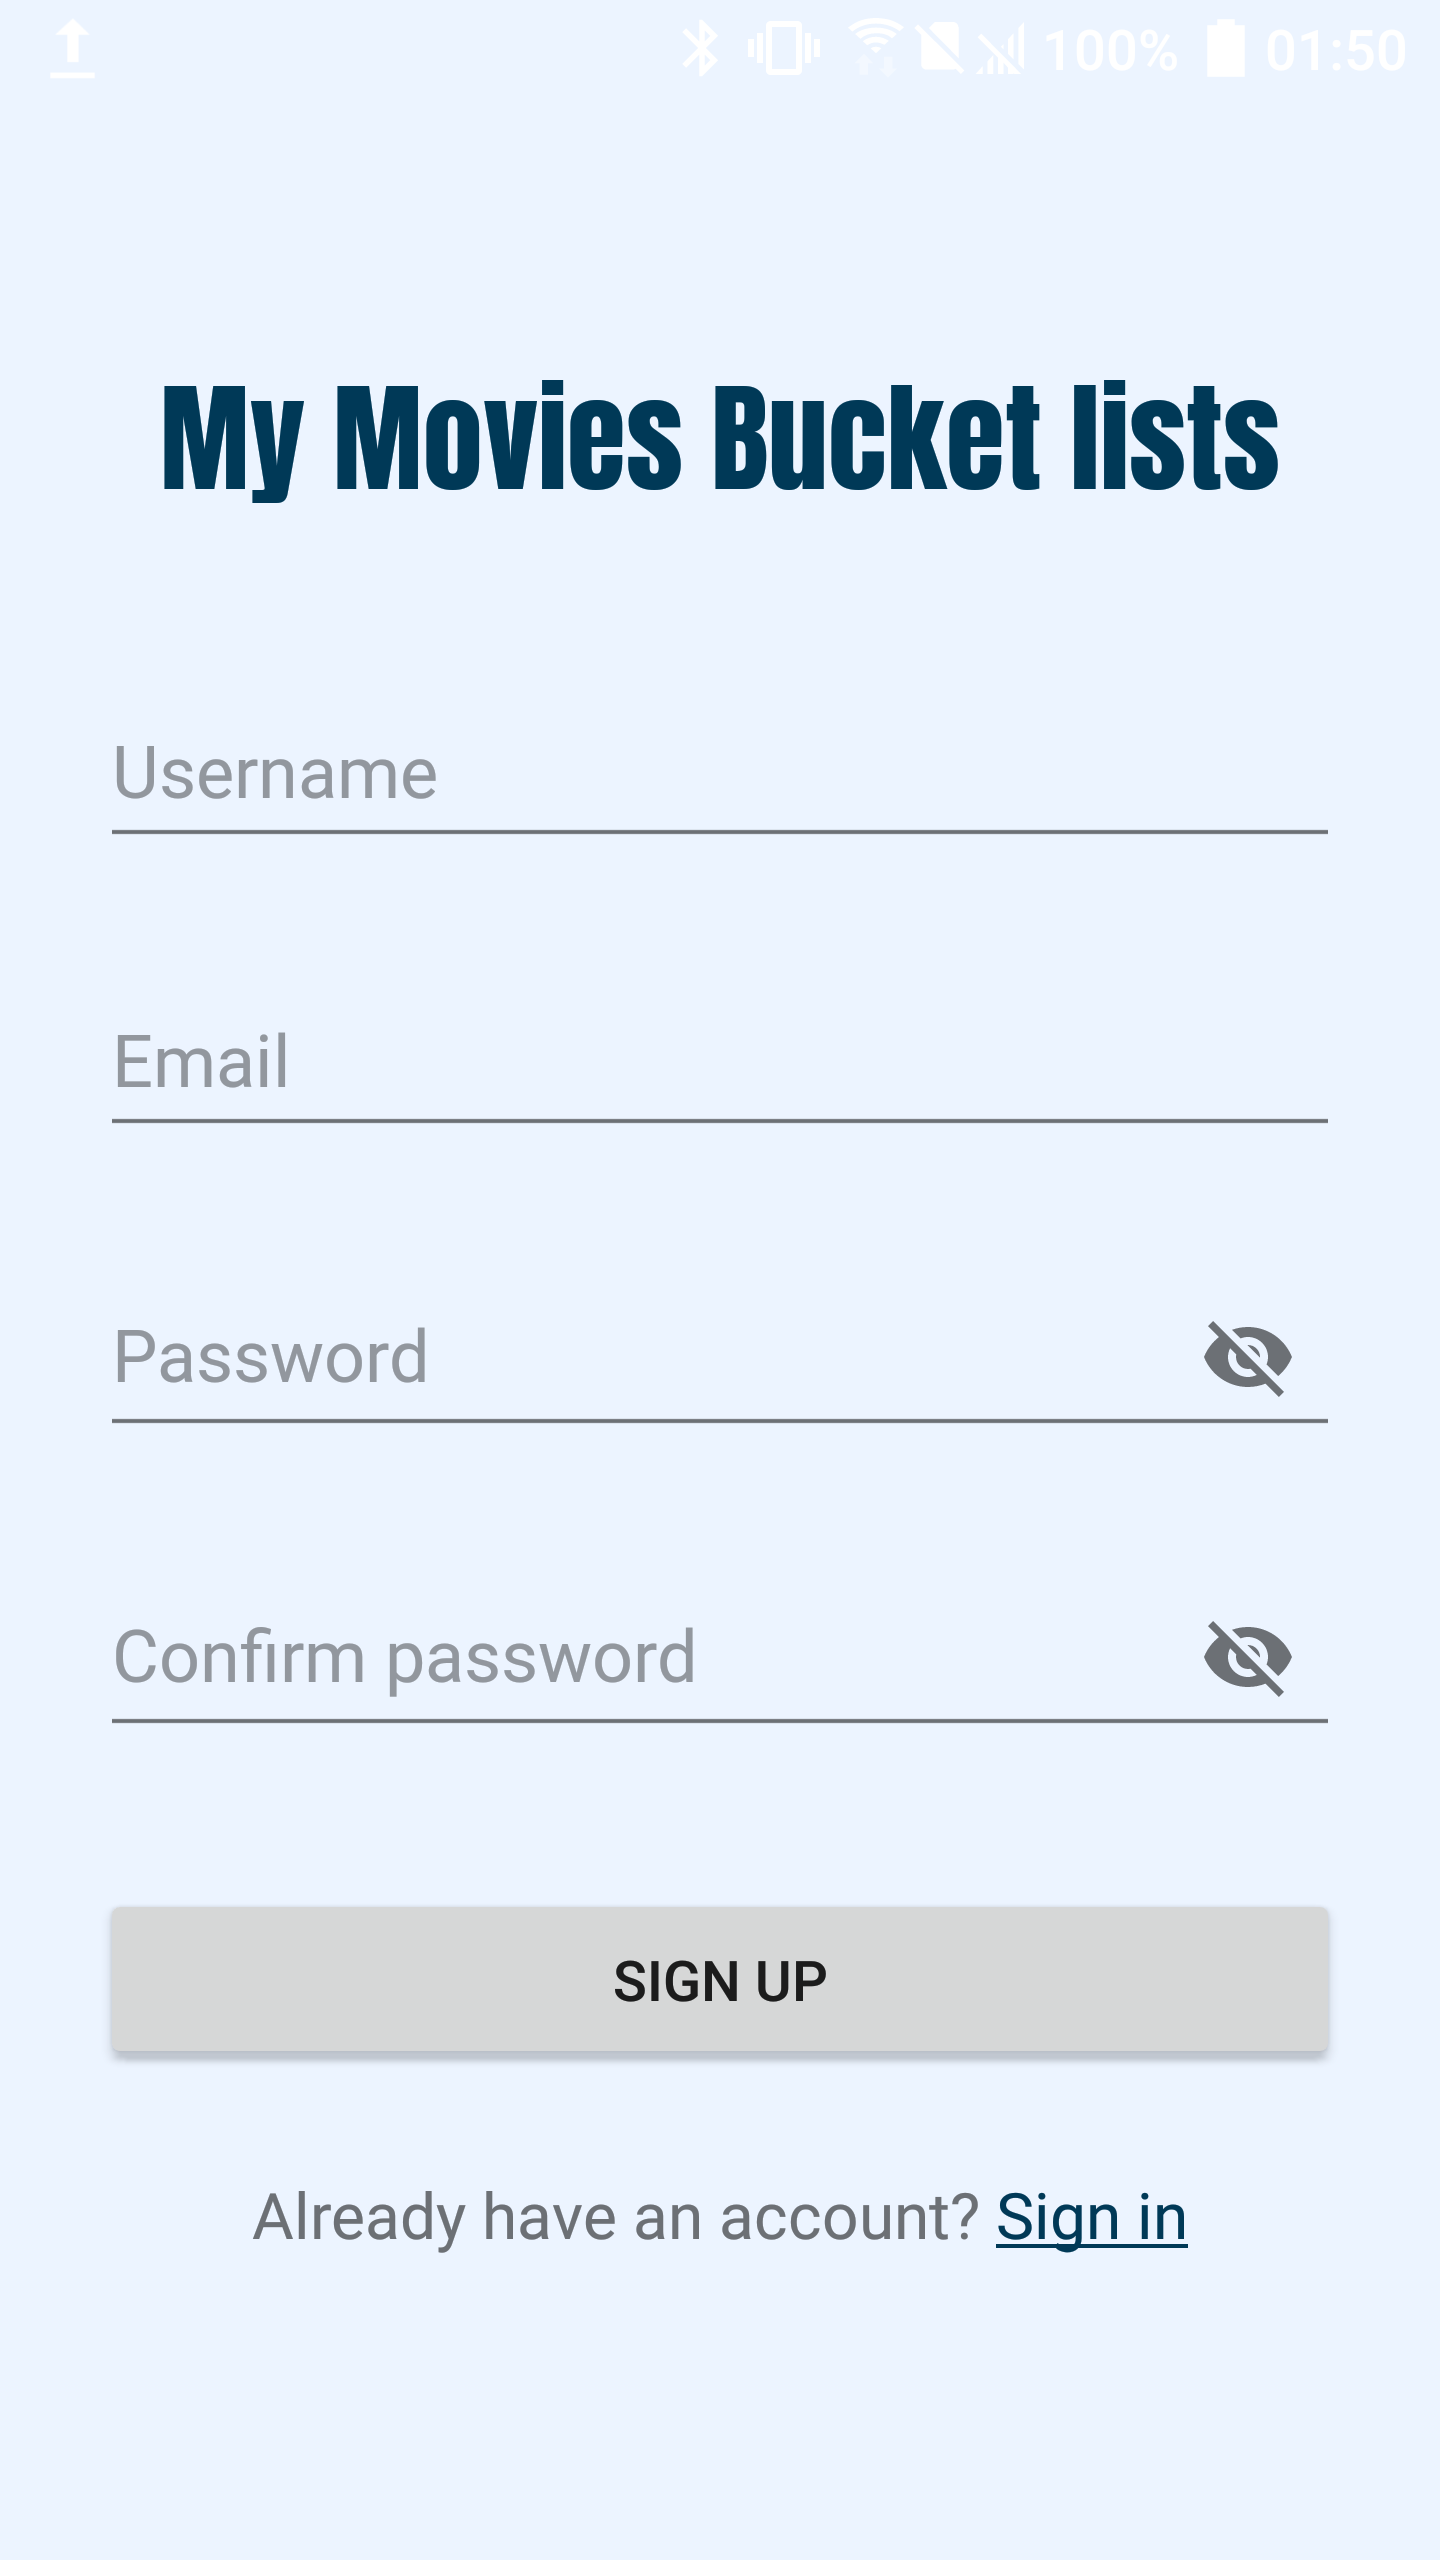 100% 01:50
My Movies Bucket lists
Username
Email
Password
Confirm password
SIGN UP
Already have an account? Sign in